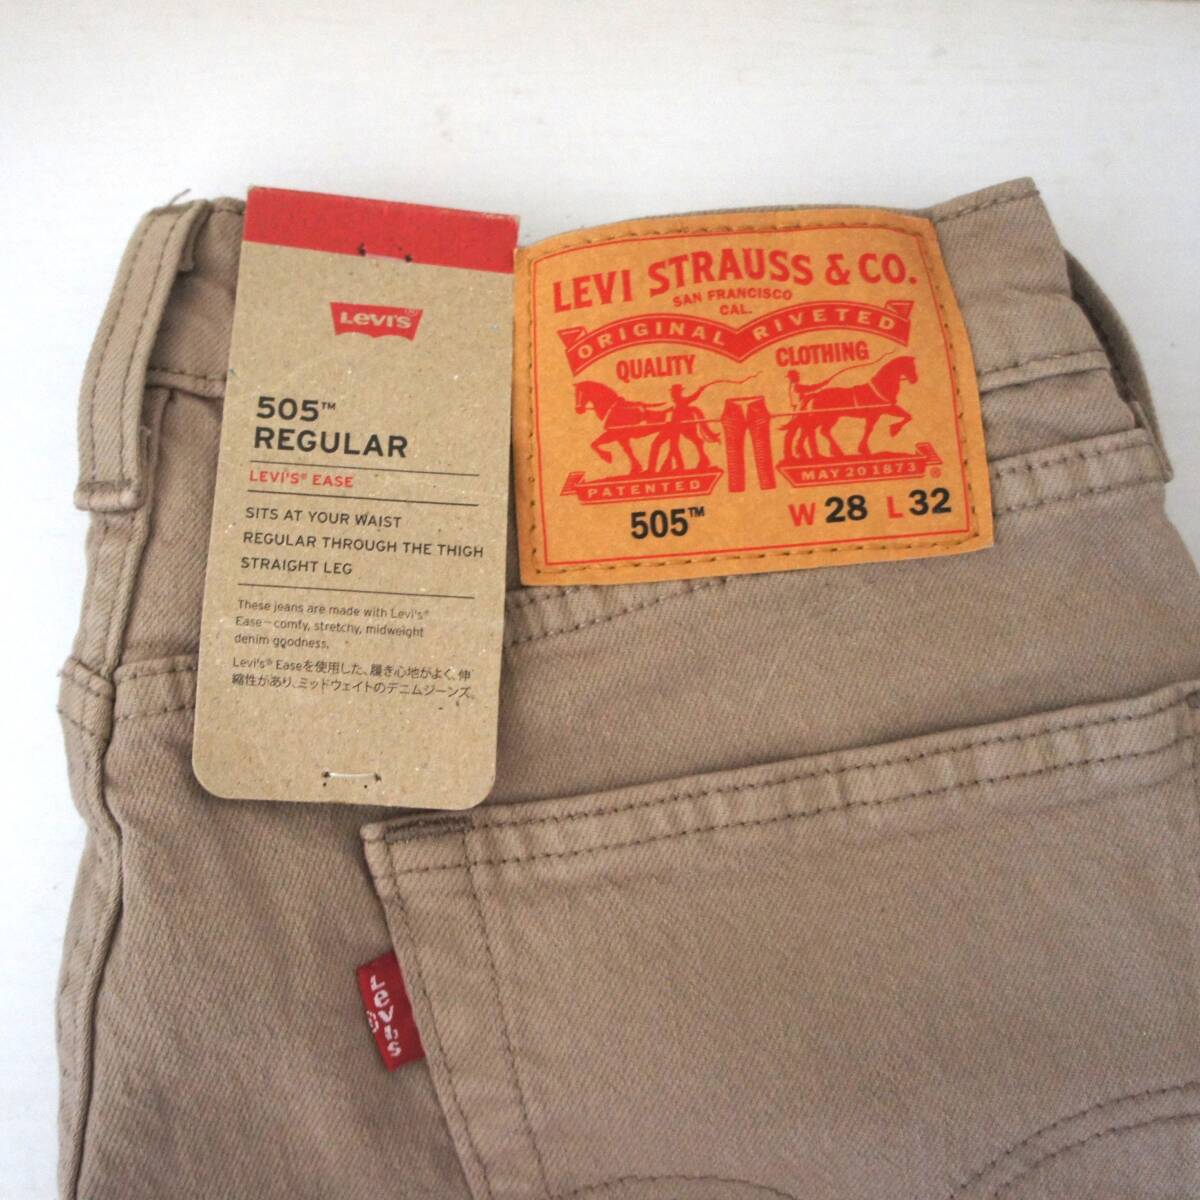 Levi's®
505™
REGULAR
LEVI'S® EASE
SITS AT YOUR WAIST
REGULAR THROUGH THE THIGH
STRAIGHT LEG
These jeans are made with Levi's®
Ease—comfy, stretchy, midweight
denim goodness.
Levi's® Easeを使用した、履き心地がよく、伸
縮性があり、ミッドウェイトのデニムジーンズ。
LEVI STRAUSS & CO.
SAN FRANCISCO
CAL.
ORIGINAL RIVETED
QUALITY CLOTHING
PATENTED MAY 20 1873 ®
505™ W 28 L 32
Levi's